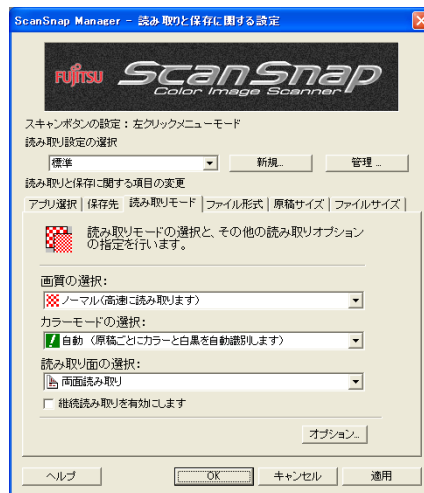 ScanSnap Manager - 読み取りと保存に関する設定
FUJITSU ScanSnap
Color Image Scanner
スキャンボタンの設定：左クリックメニューモード
読み取り設定の選択
標準 新規... 管理...
読み取りと保存に関する項目の変更
アプリ選択 保存先 読み取りモード ファイル形式 原稿サイズ ファイルサイズ
読み取りモードの選択と、その他の読み取りオプション
の指定を行います。
画質の選択：
ノーマル(高速に読み取ります)
カラーモードの選択：
自動 (原稿ごとにカラーと白黒を自動識別します)
読み取り面の選択：
両面読み取り
継続読み取りを有効にします
オプション...
ヘルプ OK キャンセル 適用